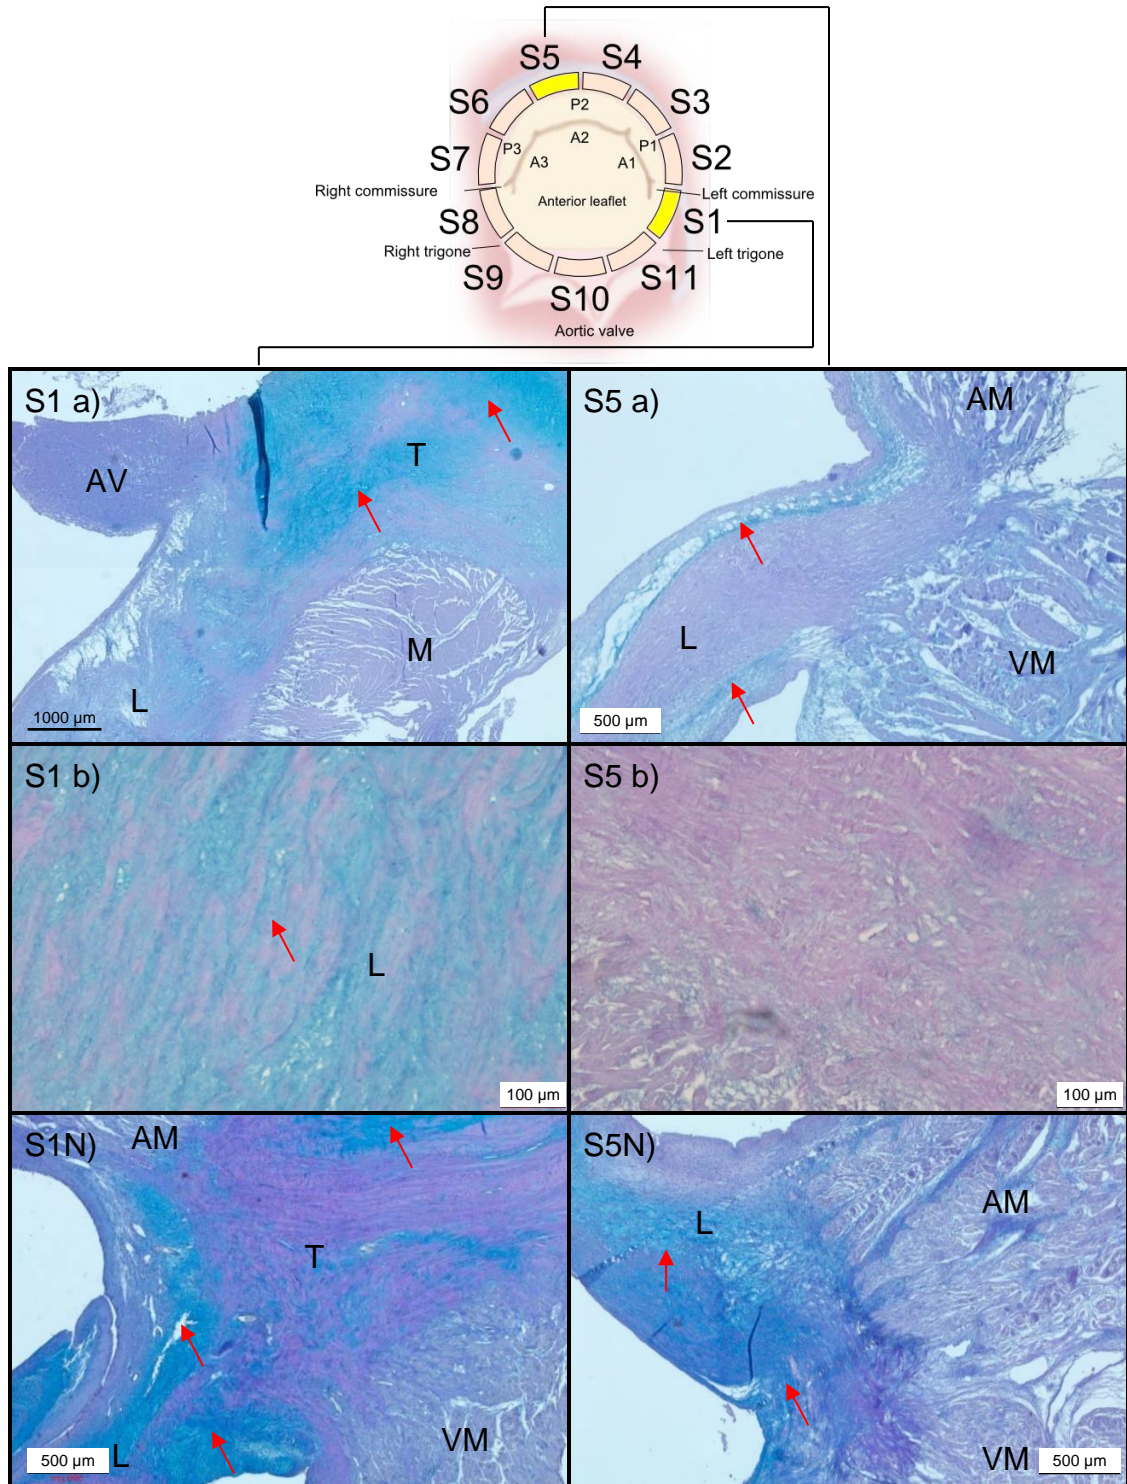 S5
S4
S6
S3
P2
S7
P3
A2
P1
S2
A3
A1
Right commissure
Left commissure
Anterior leaflet
S8
S1
Right trigone
Left trigone
S9
S11
S10
Aortic valve
S1 a)
AV
T
M
L
1000 µm
S5 a)
AM
L
VM
500 µm
S1 b)
L
100 µm
S5 b)
100 µm
S1N)
AM
T
L
VM
500 µm
S5N)
L
AM
VM
500 µm